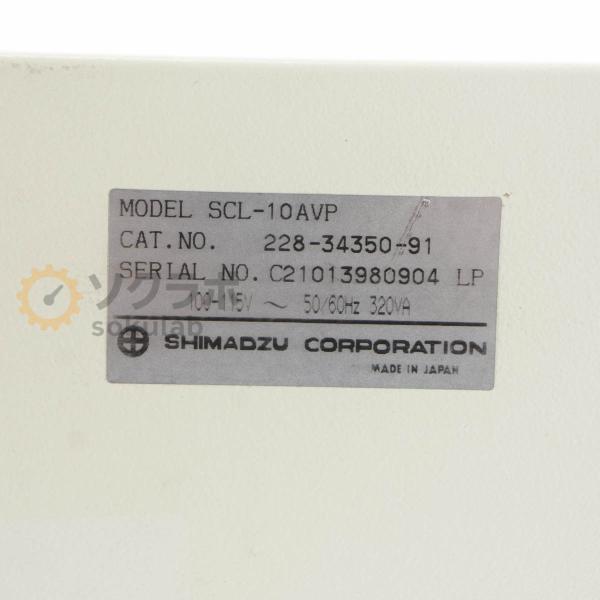 MODEL SCL-10AVP
CAT.NO. 228-34350-91
SERIAL NO. C21013980904 LP
100-115V ~ 50/60Hz 320VA
SHIMADZU CORPORATION
MADE IN JAPAN
ソクラボ
sokulab